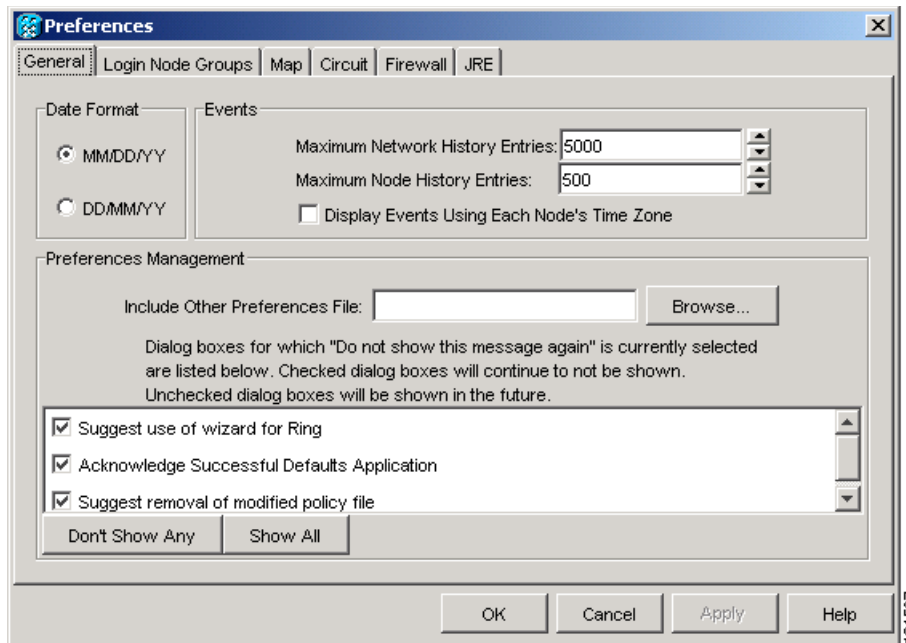 Preferences
General Login Node Groups Map Circuit Firewall JRE
Date Format
MM/DD/YY
DD/MM/YY
Events
Maximum Network History Entries: 5000
Maximum Node History Entries: 500
Display Events Using Each Node's Time Zone
Preferences Management
Include Other Preferences File: Browse...
Dialog boxes for which "Do not show this message again" is currently selected
are listed below. Checked dialog boxes will continue to not be shown.
Unchecked dialog boxes will be shown in the future.
Suggest use of wizard for Ring
Acknowledge Successful Defaults Application
Suggest removal of modified policy file
Don't Show Any Show All
OK Cancel Apply Help